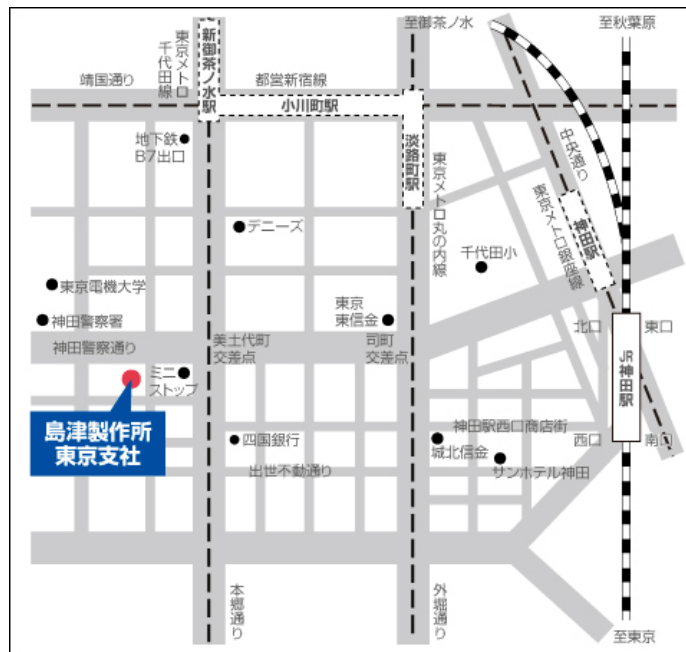 至御茶ノ水
至秋葉原
東京メトロ
千代田線
新御茶ノ水駅
靖国通り
都営新宿線
小川町駅
地下鉄
B7出口
淡路町駅
東京メトロ丸の内線
中央通り
東京メトロ銀座線
神田駅
デニーズ
千代田小
東京電機大学
神田警察署
東京
東信金
北口
東口
神田警察通り
美土代町
交差点
司町
交差点
JR神田駅
ミニ
ストップ
島津製作所
東京支社
四国銀行
神田駅西口商店街
城北信金
西口
南口
出世不動通り
サンホテル神田
本郷通り
外堀通り
至東京